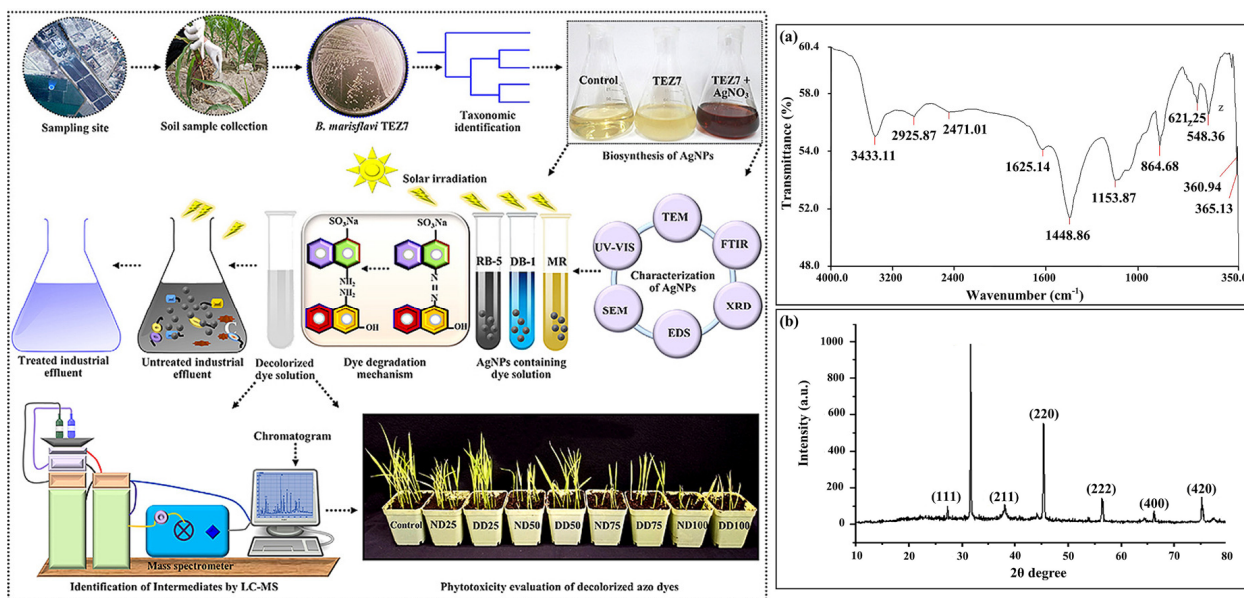 Sampling site
Soil sample collection
B. marisflavi TEZ7
Taxonomic
identification
Control
TEZ7
TEZ7 +
AgNO3
Biosynthesis of AgNPs
Solar irradiation
SO3Na
SO3Na
NH2
NH2
N
N
OH
OH
RB-5
DB-1
MR
TEM
UV-VIS
FTIR
Characterization
of AgNPs
SEM
XRD
EDS
Treated industrial
effluent
Untreated industrial
effluent
Decolorized
dye solution
Dye degradation
mechanism
AgNPs containing
dye solution
Chromatogram
Mass spectrometer
Identification of Intermediates by LC-MS
Control
ND25
DD25
ND50
DD50
ND75
DD75
ND100
DD100
Phytotoxicity evaluation of decolorized azo dyes
(a)
60.4
58.0
54.0
52.0
48.0
Transmittance (%)
3433.11
2925.87
2471.01
1625.14
1448.86
1153.87
864.68
621.25
548.36
z
z
360.94
365.13
4000.0
3200
2400
1600
1000
350.0
Wavenumber (cm-1)
(b)
1000
800
600
400
200
0
Intensity (a.u.)
(111)
(211)
(220)
(222)
(400)
(420)
10
20
30
40
50
60
70
80
2θ degree